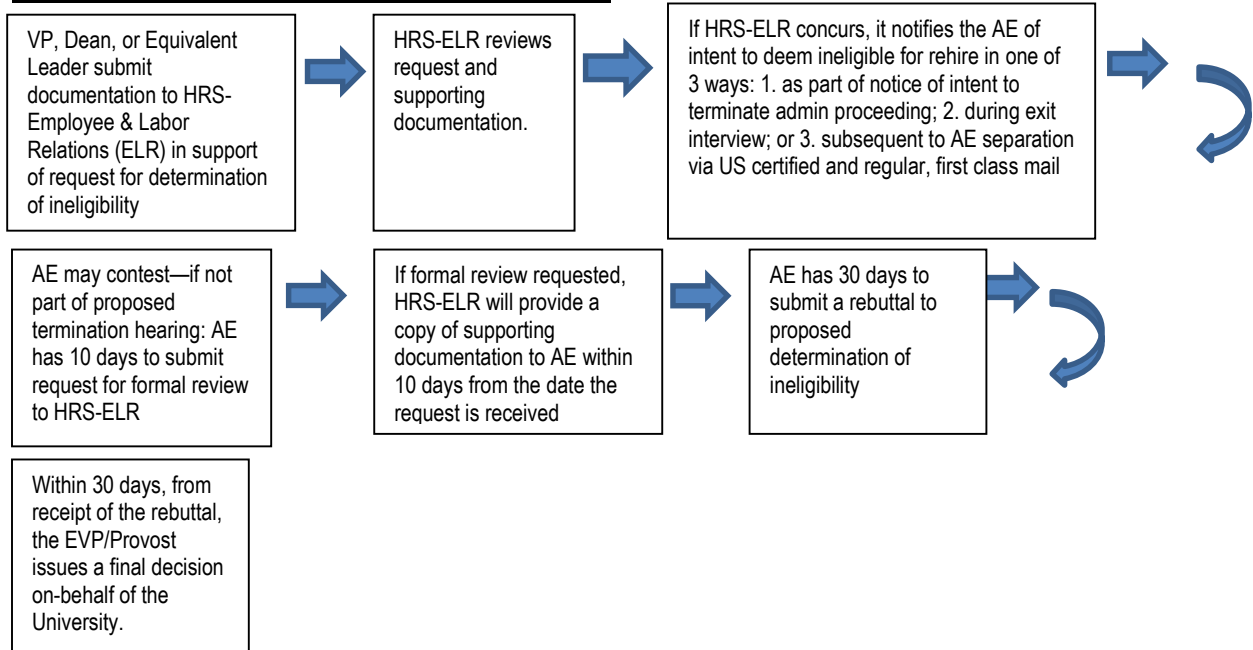 VP, Dean, or Equivalent
Leader submit
documentation to HRS-
Employee & Labor
Relations (ELR) in support
of request for determination
of ineligibility
HRS-ELR reviews
request and
supporting
documentation.
If HRS-ELR concurs, it notifies the AE of
intent to deem ineligible for rehire in one of
3 ways: 1. as part of notice of intent to
terminate admin proceeding; 2. during exit
interview; or 3. subsequent to AE separation
via US certified and regular, first class mail
AE may contest—if not
part of proposed
termination hearing: AE
has 10 days to submit
request for formal review
to HRS-ELR
If formal review requested,
HRS-ELR will provide a
copy of supporting
documentation to AE within
10 days from the date the
request is received
AE has 30 days to
submit a rebuttal to
proposed
determination of
ineligibility
Within 30 days, from
receipt of the rebuttal,
the EVP/Provost
issues a final decision
on-behalf of the
University.